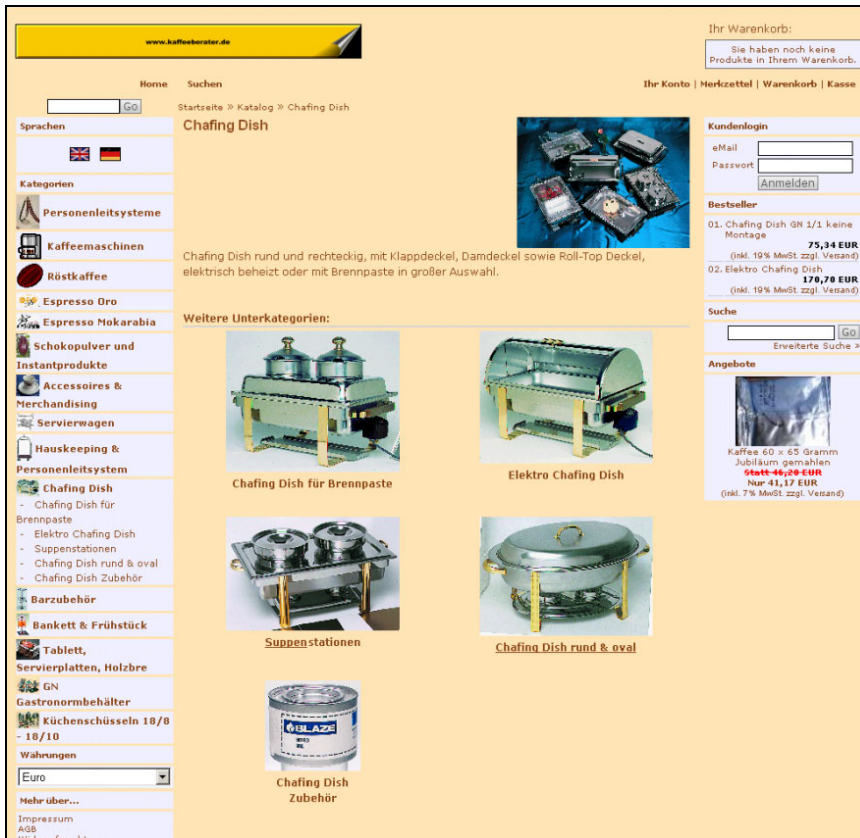 www.kaffeeberater.de
Ihr Warenkorb:
Sie haben noch keine
Produkte in Ihrem Warenkorb.
Home Suchen
Ihr Konto | Merkzettel | Warenkorb | Kasse
Go
Startseite » Katalog » Chafing Dish
Sprachen
Kategorien
Personenleitsysteme
Kaffeemaschinen
Röstkaffee
Espresso Oro
Espresso Mokarabia
Schokopulver und
Instantprodukte
Accessoires &
Merchandising
Servierwagen
Hauskeeping &
Personenleitsystem
Chafing Dish
- Chafing Dish für
Brennpaste
- Elektro Chafing Dish
- Suppenstationen
- Chafing Dish rund & oval
- Chafing Dish Zubehör
Barzubehör
Bankett & Frühstück
Tablett,
Servierplatten, Holzbre
GN
Gastronormbehälter
Küchenschüsseln 18/8
- 18/10
Währungen
Euro
Mehr über...
Impressum
AGB
Chafing Dish
Chafing Dish rund und rechteckig, mit Klappdeckel, Damdeckel sowie Roll-Top Deckel,
elektrisch beheizt oder mit Brennpaste in großer Auswahl.
Weitere Unterkategorien:
Chafing Dish für Brennpaste
Elektro Chafing Dish
Suppenstationen
Chafing Dish rund & oval
BLAZE
Chafing Dish
Zubehör
Kundenlogin
eMail
Passwort
Anmelden
Bestseller
01. Chafing Dish GN 1/1 keine
Montage
75,34 EUR
(inkl. 19% MwSt. zzgl. Versand)
02. Elektro Chafing Dish
170,70 EUR
(inkl. 19% MwSt. zzgl. Versand)
Suche
Go
Erweiterte Suche »
Angebote
Kaffee 60 x 65 Gramm
Jubiläum gemahlen
Statt 46,20 EUR
Nur 41,17 EUR
(inkl. 7% MwSt. zzgl. Versand)